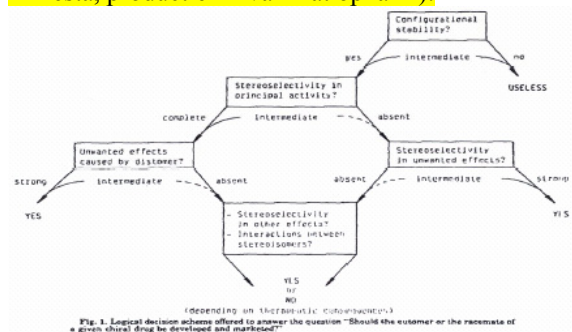 Configurational
stability?
yes intermediate no
USELESS
Stereoselectivity in
principal activity?
complete intermediate absent
Unwanted effects
caused by distomer?
Stereoselectivity
in unwanted effects?
strong intermediate absent
absent intermediate strong
YES
YES
- Stereoselectivity
in other effects?
- Interactions between
stereoisomers?
YES
or
NO
(depending on therapeutic consequences)
Fig. 1. Logical decision scheme offered to answer the question "Should the eutomer or the racemate of
a given chiral drug be developed and marketed?"